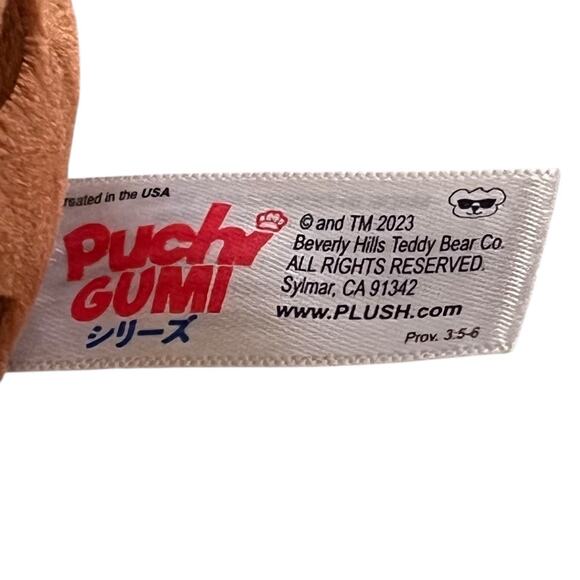 reated in the USA
Puchi
GUMI
シリーズ
© and TM 2023
Beverly Hills Teddy Bear Co.
ALL RIGHTS RESERVED.
Sylmar, CA 91342
www.PLUSH.com
Prov. 3:5-6